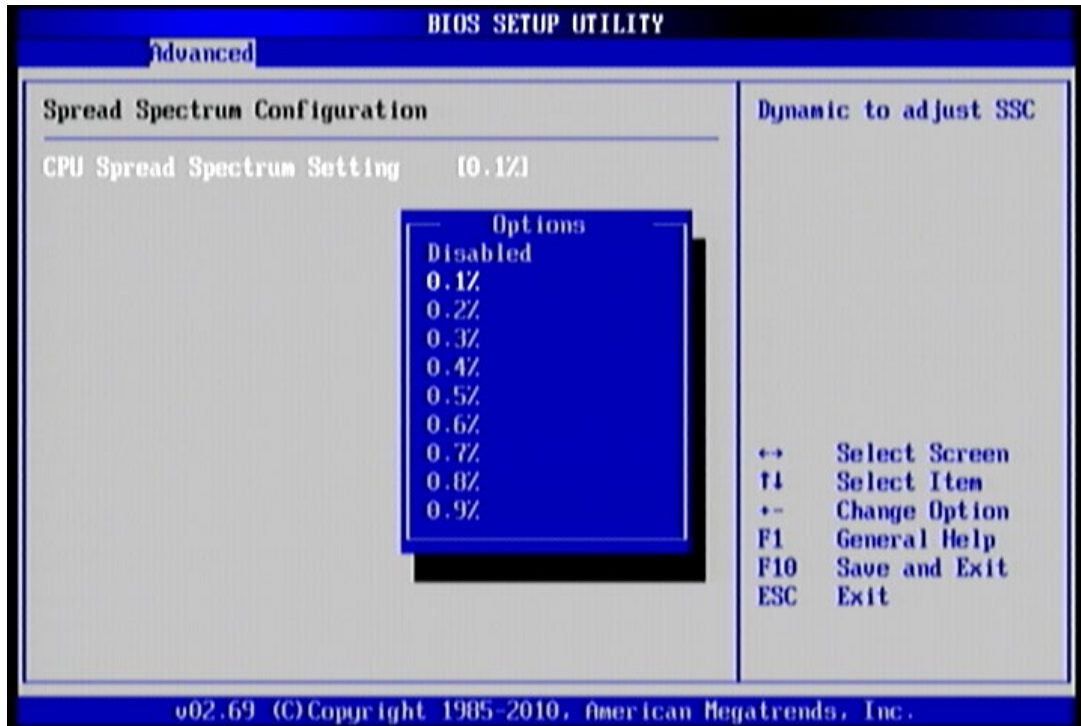 BIOS SETUP UTILITY
Advanced
Spread Spectrum Configuration
CPU Spread Spectrum Setting [0.1%]
Options
Disabled
0.1%
0.2%
0.3%
0.4%
0.5%
0.6%
0.7%
0.8%
0.9%
Dynamic to adjust SSC
↔ Select Screen
↑↓ Select Item
+- Change Option
F1 General Help
F10 Save and Exit
ESC Exit
v02.69 (C)Copyright 1985-2010, American Megatrends, Inc.